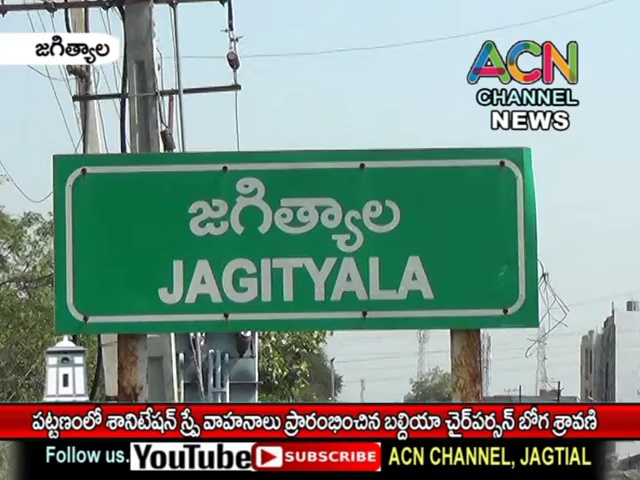 జగిత్యాల
ACN
CHANNEL
NEWS
జగిత్యాల
JAGITYALA
పట్టణంలో శానిటేషన్ స్ప్రే వాహనాలు ప్రారంభించిన బల్దియా చైర్‌పర్సన్ బోగ శ్రావణి
Follow us. YouTube SUBSCRIBE ACN CHANNEL, JAGTIAL